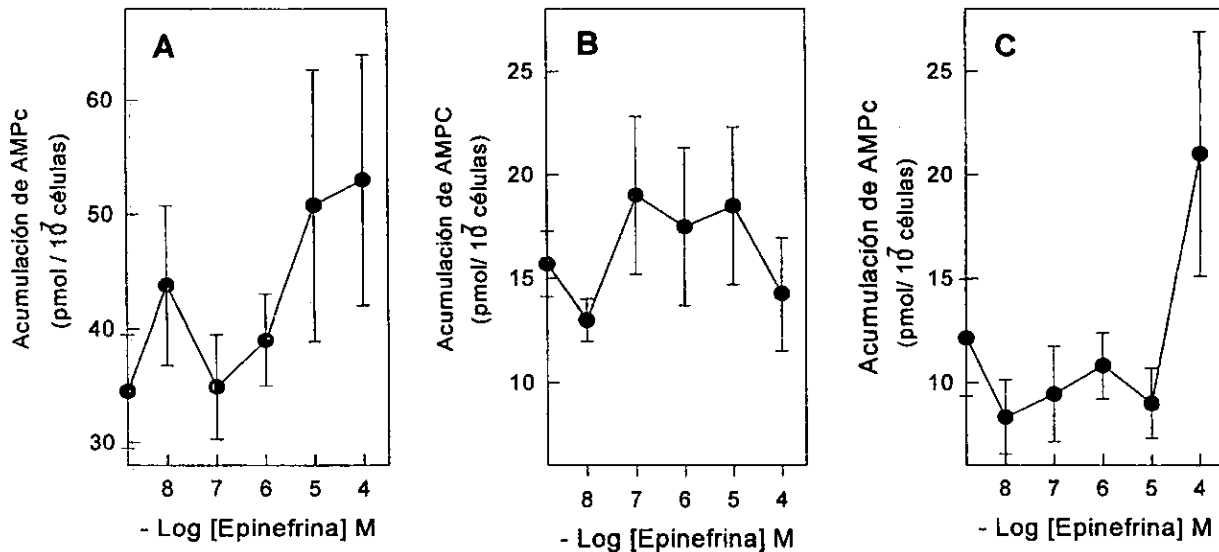 A
Acumulación de AMPc
(pmol / 10⁷ células)
60
50
40
30
8 7 6 5 4
- Log [Epinefrina] M
B
Acumulación de AMPC
(pmol/ 10⁷ células)
25
20
15
10
8 7 6 5 4
- Log [Epinefrina] M
C
Acumulación de AMPc
(pmol/ 10⁷ células)
25
20
15
10
8 7 6 5 4
- Log [Epinefrina] M